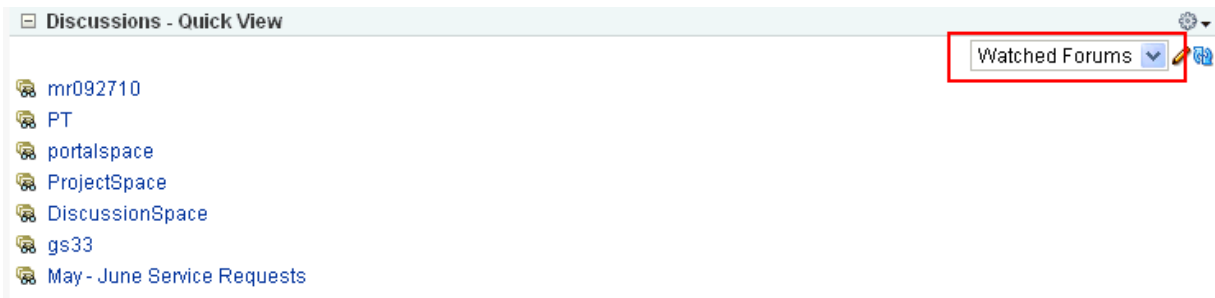 Discussions - Quick View
Watched Forums
mr092710
PT
portalspace
ProjectSpace
DiscussionSpace
gs33
May - June Service Requests